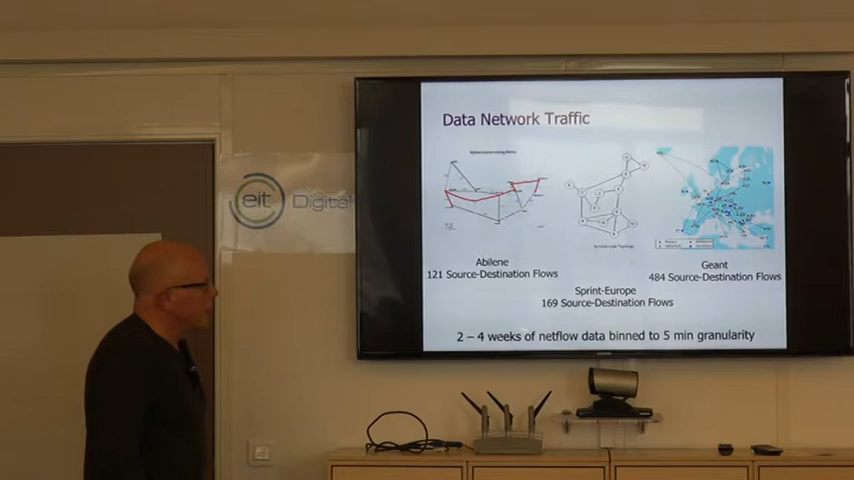 Data Network Traffic
eit Digital
Abilene
121 Source-Destination Flows
Sprint-Europe
169 Source-Destination Flows
Geant
484 Source-Destination Flows
2 – 4 weeks of netflow data binned to 5 min granularity